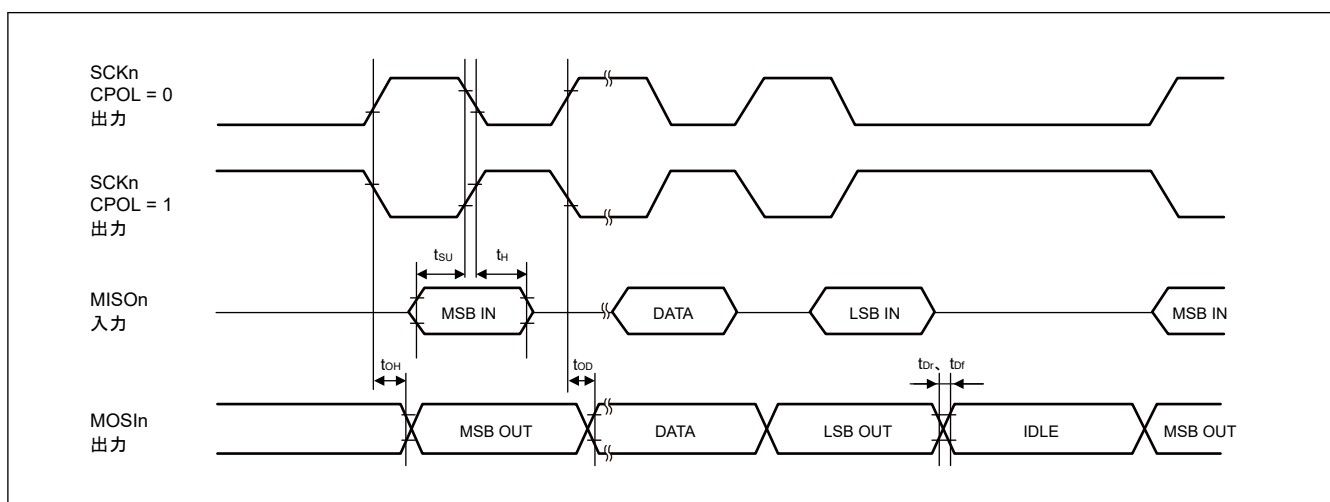 SCKn
CPOL = 0
出力
SCKn
CPOL = 1
出力
tSU
tH
MISOn
入力
MSB IN
DATA
LSB IN
MSB IN
tOH
tOD
tDr、tDf
MOSIn
出力
MSB OUT
DATA
LSB OUT
IDLE
MSB OUT